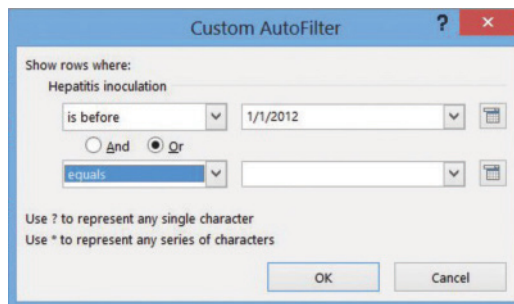 Custom AutoFilter
?
×
Show rows where:
Hepatitis inoculation
is before 1/1/2012
And Or
equals
Use ? to represent any single character
Use * to represent any series of characters
OK Cancel